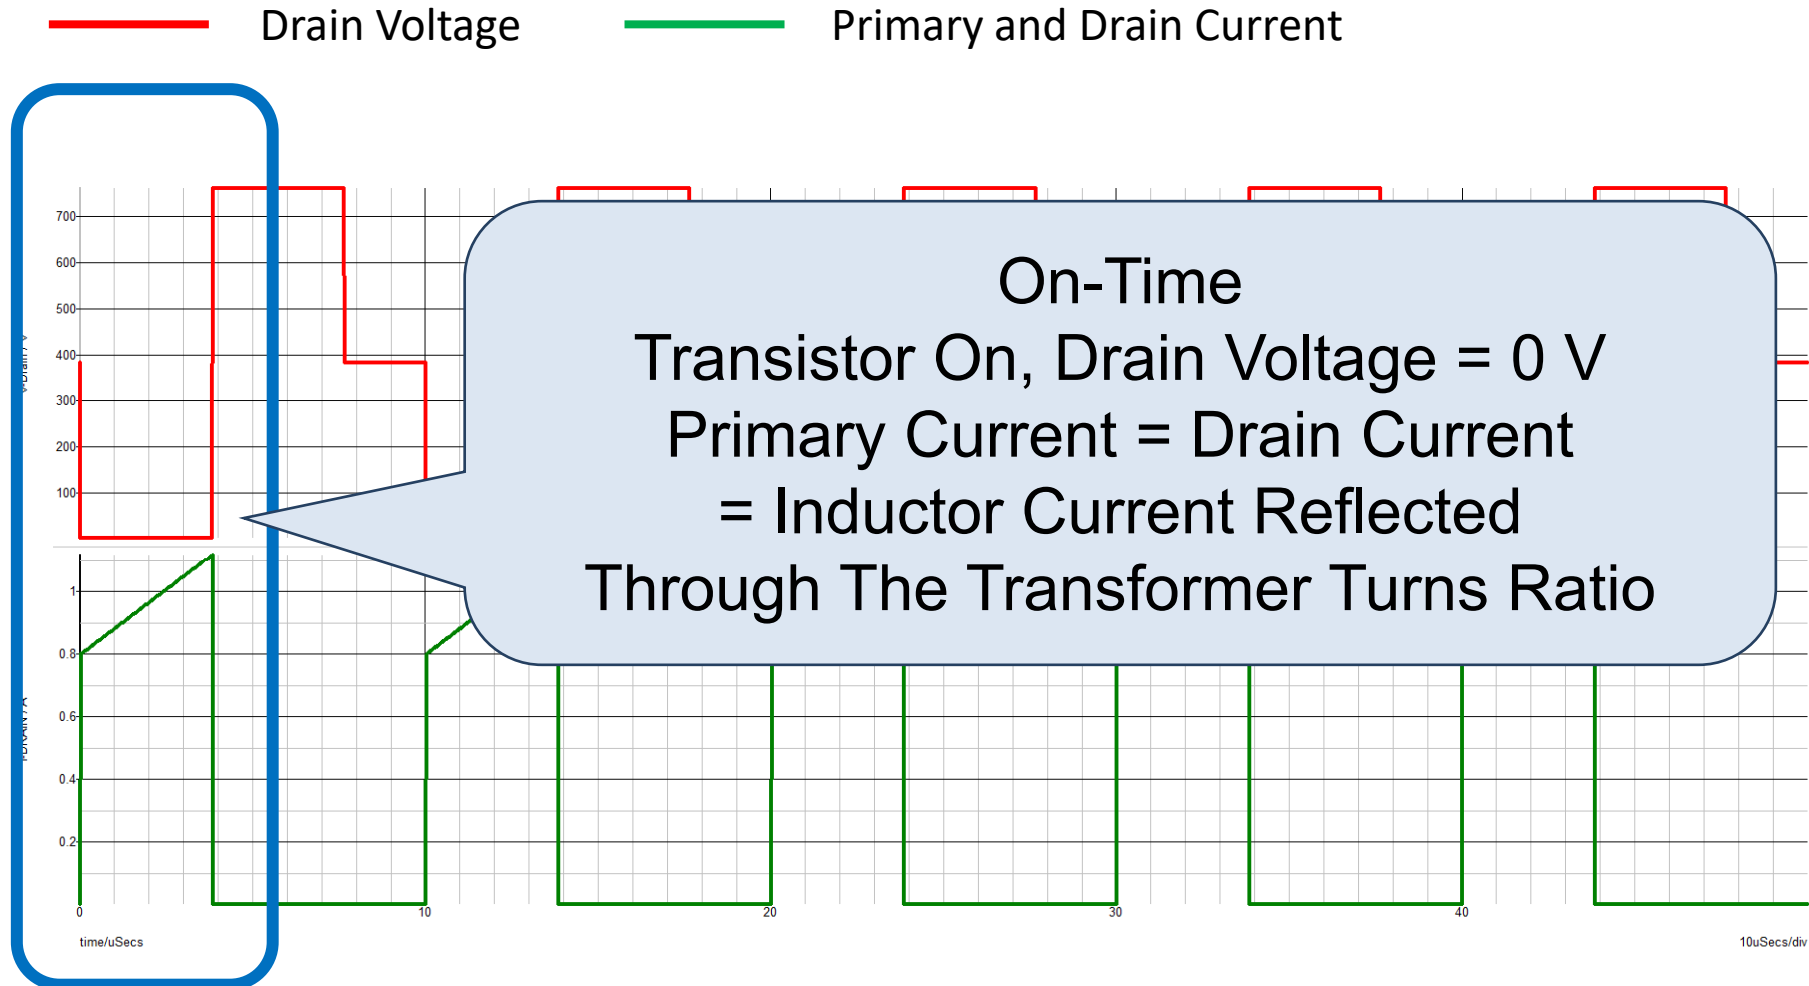 Drain Voltage
Primary and Drain Current
On-Time
Transistor On, Drain Voltage = 0 V
Primary Current = Drain Current
= Inductor Current Reflected
Through The Transformer Turns Ratio
700
600
500
400
300
200
100
1
0.8
0.6
0.4
0.2
0
10
20
30
40
time/uSecs
10uSecs/div